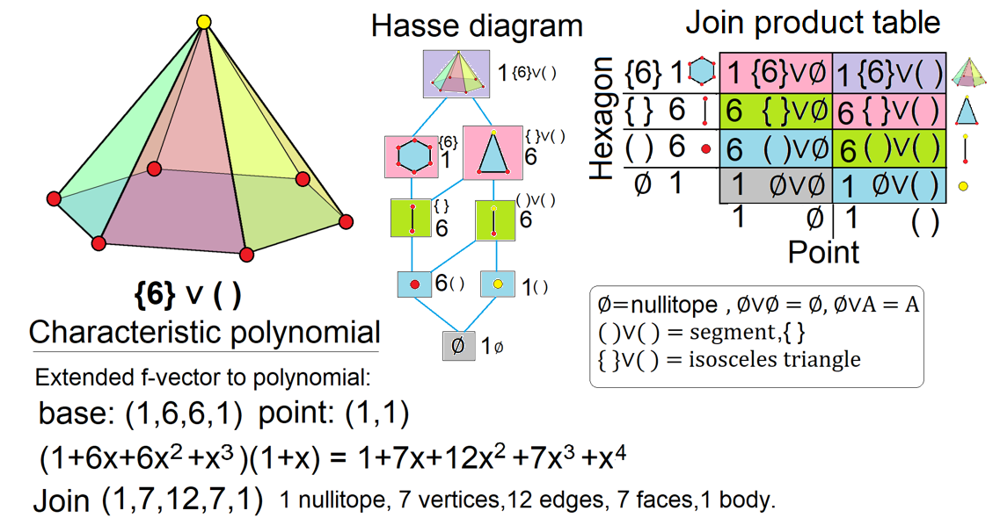 Hasse diagram
Join product table
1 {6}∨( )
{6}
1
{ }∨( )
6
{ }
6
( )∨( )
6
6( )
1( )
∅ 1∅
Hexagon
{6} 1 1 {6}∨∅ 1{6}∨( )
{ } 6 6 { }∨∅ 6{ }∨( )
( ) 6 6 ( )∨∅ 6( )∨( )
∅ 1 1 ∅∨∅ 1 ∅∨( )
1 ∅ 1 ( )
Point
{6} ∨ ( )
Characteristic polynomial
Extended f-vector to polynomial:
base: (1,6,6,1) point: (1,1)
(1+6x+6x²+x³)(1+x) = 1+7x+12x²+7x³+x⁴
Join (1,7,12,7,1) 1 nullitope, 7 vertices,12 edges, 7 faces,1 body.
∅=nullitope , ∅∨∅ = ∅, ∅∨A = A
( )∨( ) = segment,{ }
{ }∨( ) = isosceles triangle